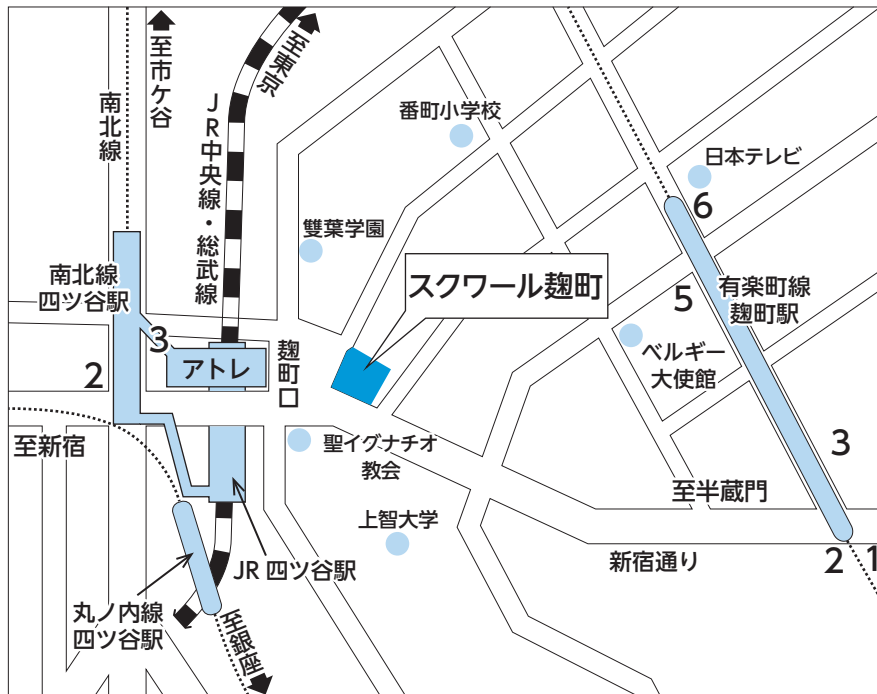 至市ケ谷
至東京
南北線
JR中央線・総武線
番町小学校
日本テレビ
6
雙葉学園
南北線
四ツ谷駅
スクワール麹町
5
有楽町線
麹町駅
3
アトレ
2
麹町口
ベルギー
大使館
至新宿
聖イグナチオ
教会
3
至半蔵門
上智大学
新宿通り
2
1
JR 四ツ谷駅
丸ノ内線
四ツ谷駅
至銀座